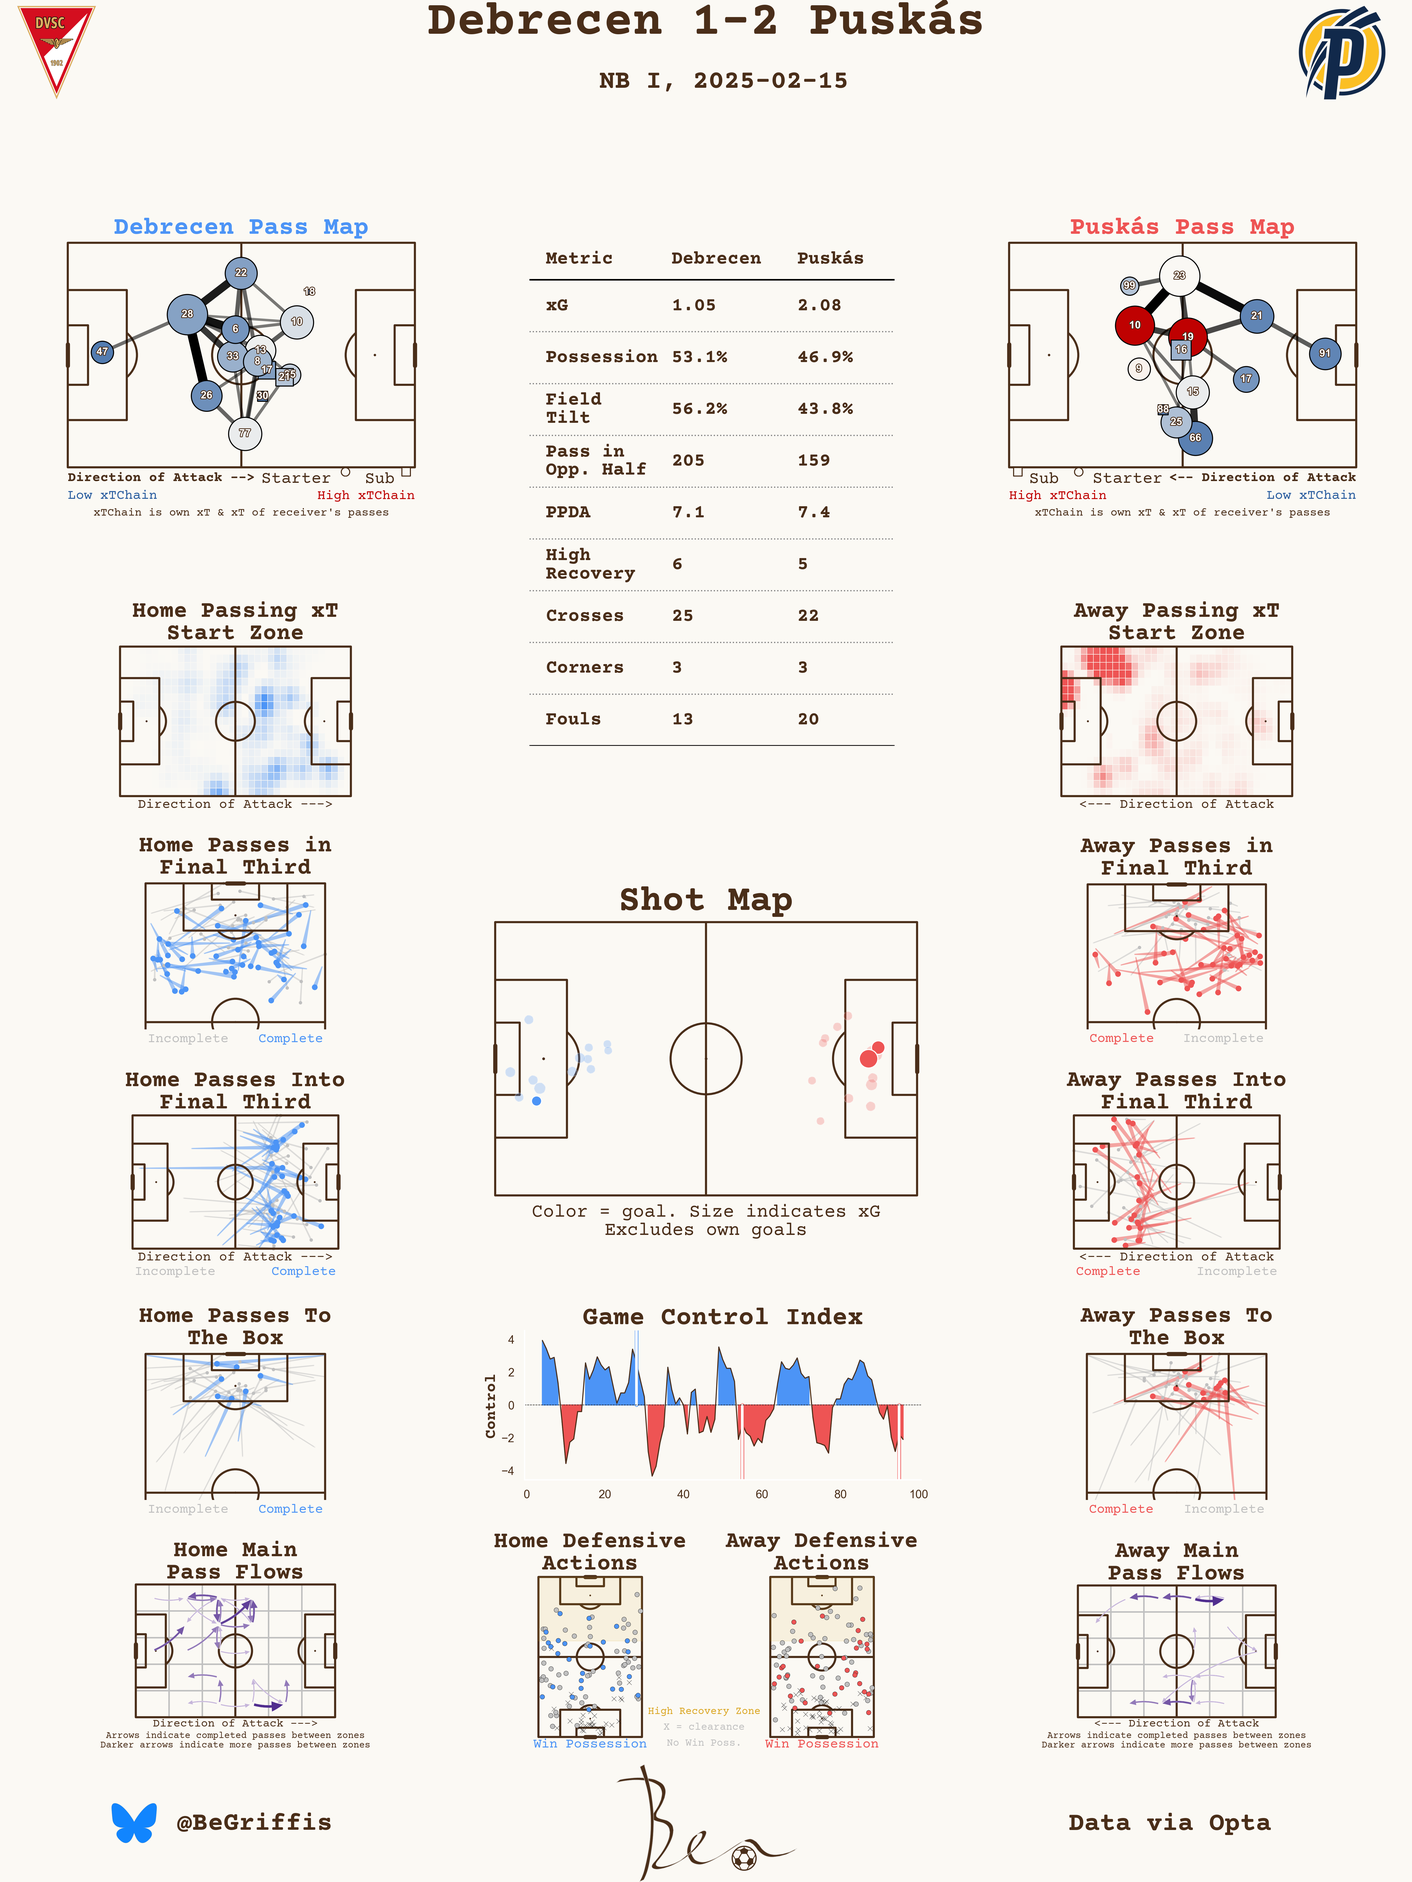 Debrecen 1-2 Puskás
NB I, 2025-02-15
DVSC
1902
P
Debrecen Pass Map
22
18
28
10
6
47
13
33
8
17
21
26
30
77
Direction of Attack --> Starter Sub
Low xTChain High xTChain
xTChain is own xT & xT of receiver's passes
Metric Debrecen Puskás
xG 1.05 2.08
Possession 53.1% 46.9%
Field
Tilt 56.2% 43.8%
Pass in
Opp. Half 205 159
PPDA 7.1 7.4
High
Recovery 6 5
Crosses 25 22
Corners 3 3
Fouls 13 20
Puskás Pass Map
23
99
21
10
19
16
91
9
17
15
88
25
66
Sub Starter <-- Direction of Attack
High xTChain Low xTChain
xTChain is own xT & xT of receiver's passes
Home Passing xT
Start Zone
Direction of Attack --->
Away Passing xT
Start Zone
<--- Direction of Attack
Home Passes in
Final Third
Incomplete Complete
Away Passes in
Final Third
Complete Incomplete
Shot Map
Color = goal. Size indicates xG
Excludes own goals
Home Passes Into
Final Third
Direction of Attack --->
Incomplete Complete
Away Passes Into
Final Third
<--- Direction of Attack
Complete Incomplete
Home Passes To
The Box
Incomplete Complete
Game Control Index
Control
4
2
0
−2
−4
0 20 40 60 80 100
Away Passes To
The Box
Complete Incomplete
Home Main
Pass Flows
Direction of Attack --->
Arrows indicate completed passes between zones
Darker arrows indicate more passes between zones
Home Defensive
Actions
Win Possession
High Recovery Zone
X = clearance
No Win Poss.
Away Defensive
Actions
Win Possession
Away Main
Pass Flows
<--- Direction of Attack
Arrows indicate completed passes between zones
Darker arrows indicate more passes between zones
@BeGriffis
Ben
Data via Opta